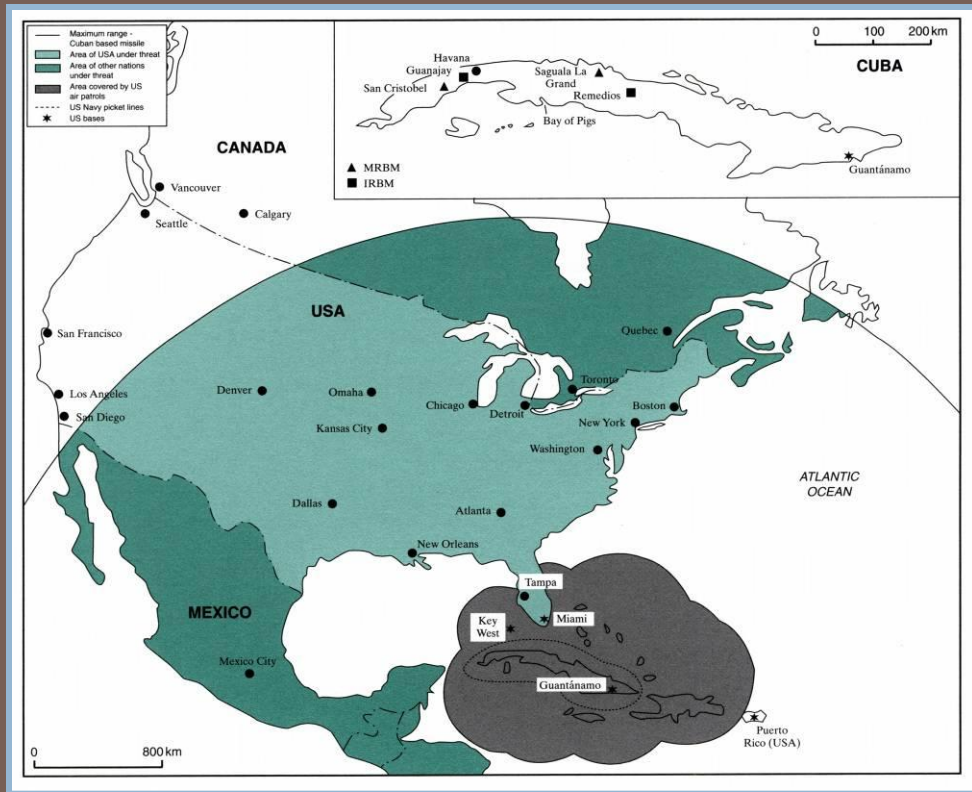 Maximum range -
Cuban based missile
Area of USA under threat
Area of other nations
under threat
Area covered by US
air patrols
US Navy picket lines
US bases
0 100 200 km
CUBA
Havana
Guanajay
San Cristobel
Saguala La
Grand
Remedios
Bay of Pigs
Guantánamo
MRBM
IRBM
CANADA
Vancouver
Seattle
Calgary
USA
San Francisco
Quebec
Los Angeles
San Diego
Denver
Omaha
Chicago
Detroit
Toronto
Boston
Kansas City
New York
Washington
ATLANTIC
OCEAN
Dallas
Atlanta
New Orleans
Tampa
MEXICO
Key
West
Miami
Mexico City
Guantánamo
Puerto
Rico (USA)
0 800 km